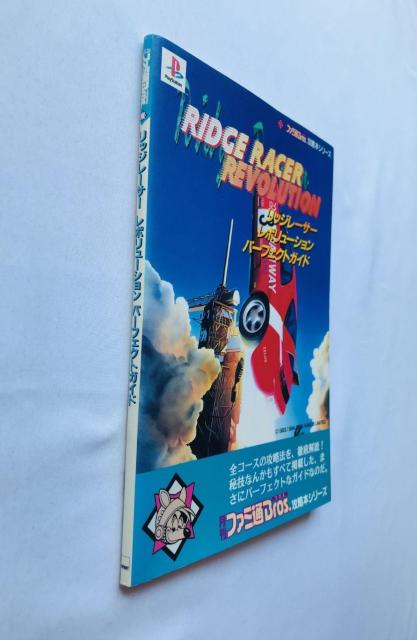 リッジレーサー レボリューション パーフェクトガイド
PlayStation
ファミ通Bros.攻略本シリーズ
RIDGE RACER
REVOLUTION
リッジレーサー
レボリューション
パーフェクトガイド
WAY
全コースの攻略法を、徹底解説!
秘技なんかもすべて掲載した、ま
さにパーフェクトなガイドなのだ。
月刊ファミ通Bros.攻略本シリーズ